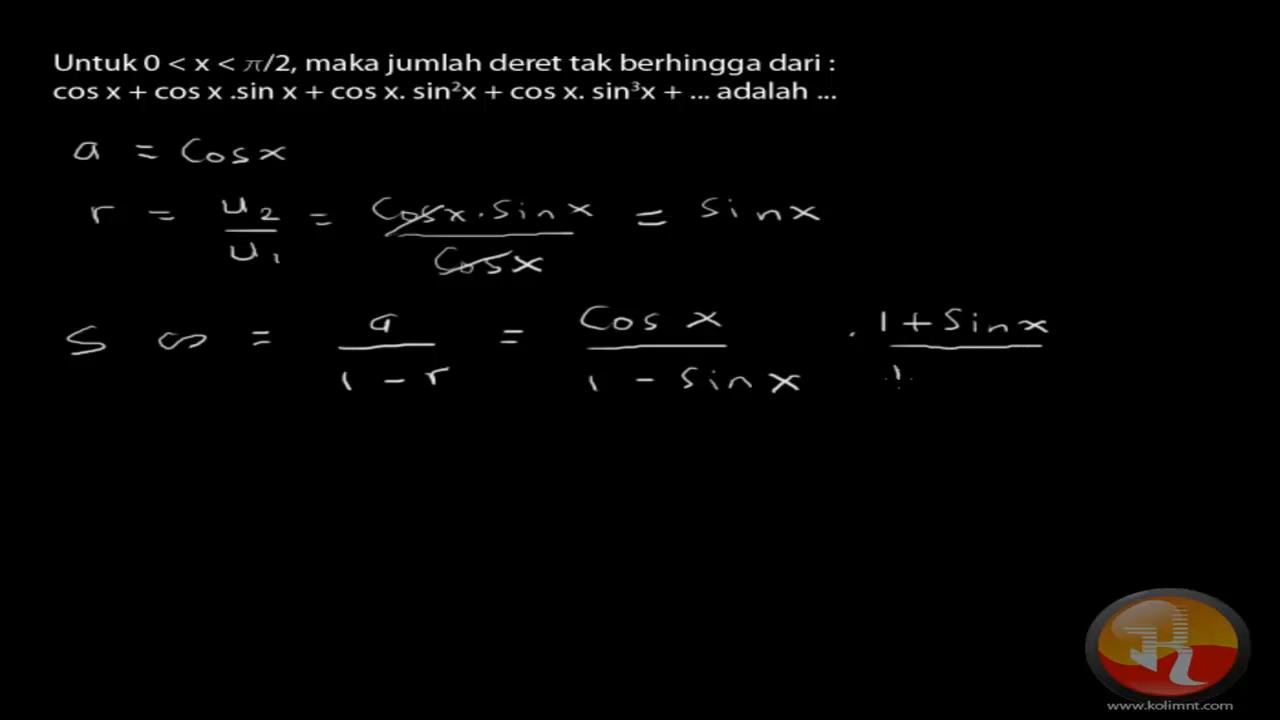 Untuk 0 < x < π/2, maka jumlah deret tak berhingga dari :
cos x + cos x .sin x + cos x. sin²x + cos x. sin³x + ... adalah ...
a = Cos x
r = u2/u1 = Cos x . sin x / Cos x = sin x
S ∞ = a / 1 - r = Cos x / 1 - sin x . 1 + sin x / 1
www.kolimnt.com